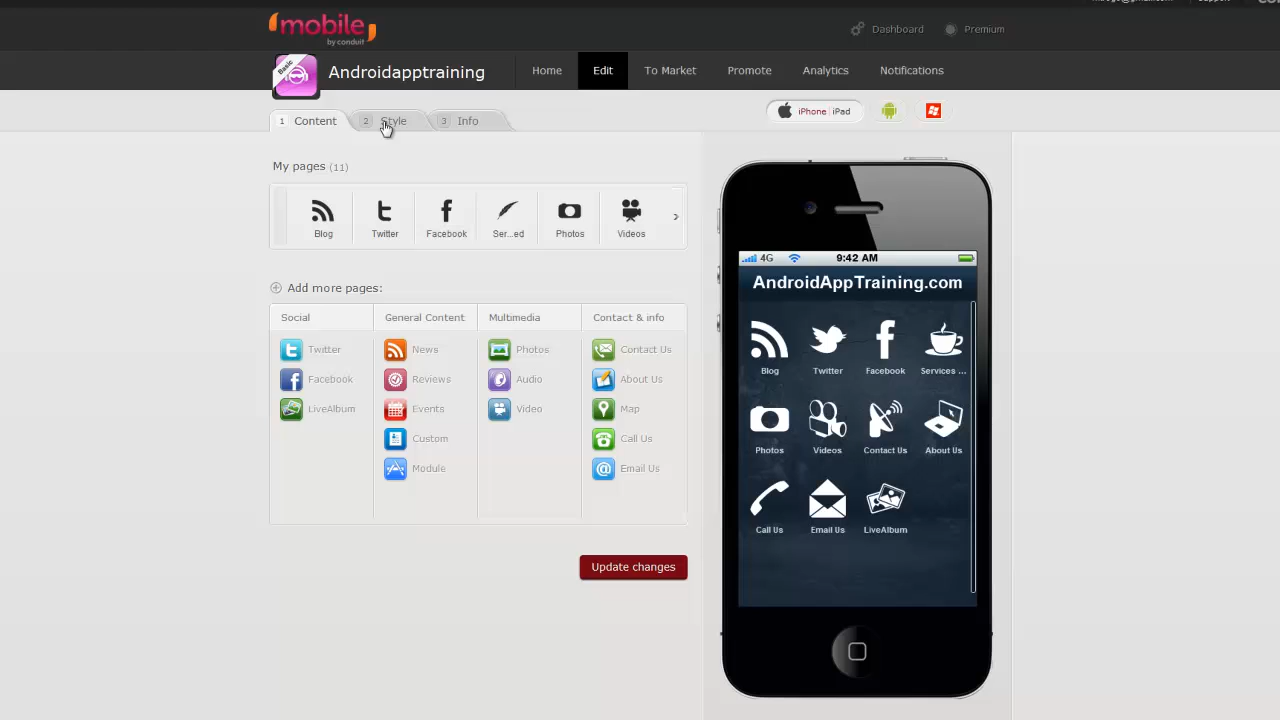 mobile
by conduit
Dashboard
Premium
Basic
Androidapptraining
Home
Edit
To Market
Promote
Analytics
Notifications
1 Content
2 Style
3 Info
iPhone | iPad
My pages (11)
Blog
Twitter
Facebook
Ser...ed
Photos
Videos
Add more pages:
Social
General Content
Multimedia
Contact & info
Twitter
News
Photos
Contact Us
Facebook
Reviews
Audio
About Us
LiveAlbum
Events
Video
Map
Custom
Call Us
Module
Email Us
Update changes
4G
9:42 AM
AndroidAppTraining.com
Blog
Twitter
Facebook
Services ...
Photos
Videos
Contact Us
About Us
Call Us
Email Us
LiveAlbum